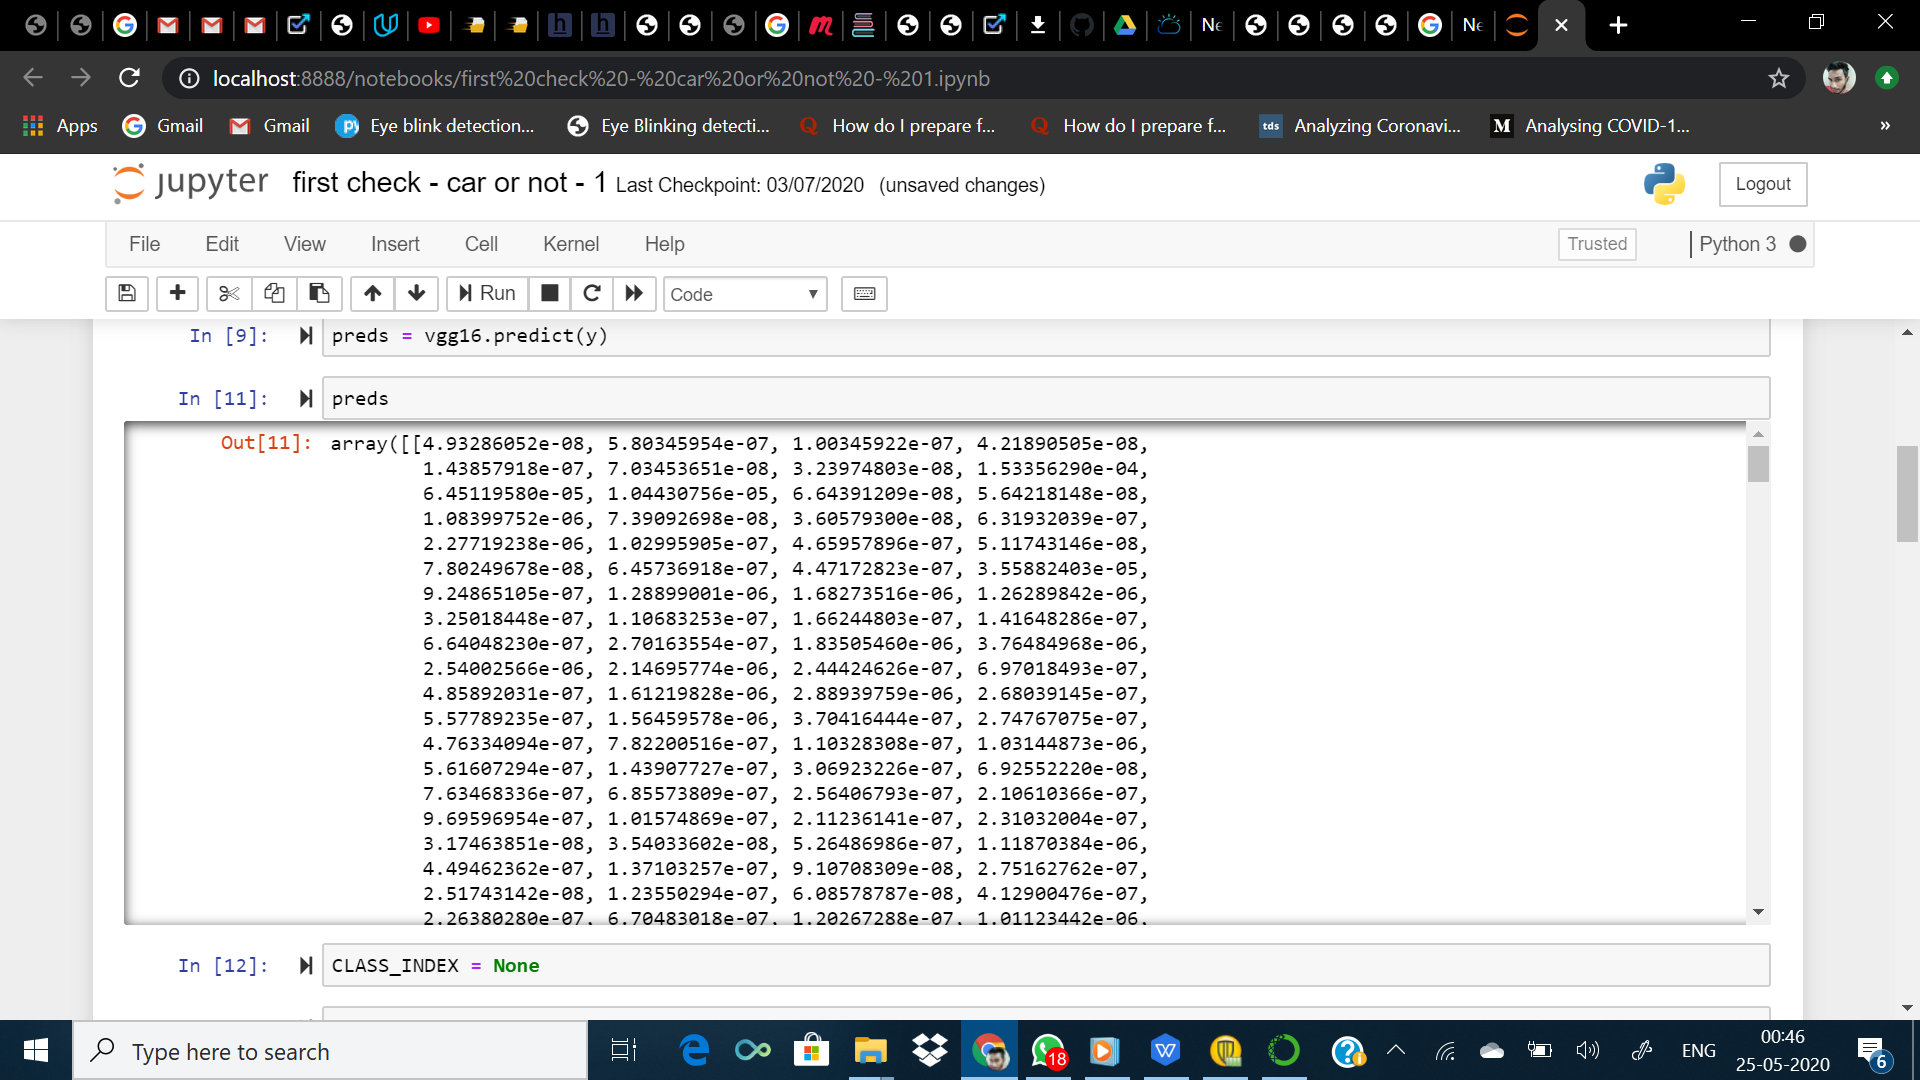 Ne
Ne
localhost:8888/notebooks/first%20check%20-%20car%20or%20not%20-%201.ipynb
Apps
Gmail
Gmail
Eye blink detection...
Eye Blinking detecti...
How do I prepare f...
How do I prepare f...
tds
Analyzing Coronavi...
M
Analysing COVID-1...
»
jupyter
first check - car or not - 1
Last Checkpoint: 03/07/2020
(unsaved changes)
Logout
File
Edit
View
Insert
Cell
Kernel
Help
Trusted
Python 3
Run
Code
In [9]:
preds = vgg16.predict(y)
In [11]:
preds
Out[11]:
array([[4.93286052e-08, 5.80345954e-07, 1.00345922e-07, 4.21890505e-08,
1.43857918e-07, 7.03453651e-08, 3.23974803e-08, 1.53356290e-04,
6.45119580e-05, 1.04430756e-05, 6.64391209e-08, 5.64218148e-08,
1.08399752e-06, 7.39092698e-08, 3.60579300e-08, 6.31932039e-07,
2.27719238e-06, 1.02995905e-07, 4.65957896e-07, 5.11743146e-08,
7.80249678e-08, 6.45736918e-07, 4.47172823e-07, 3.55882403e-05,
9.24865105e-07, 1.28899001e-06, 1.68273516e-06, 1.26289842e-06,
3.25018448e-07, 1.10683253e-07, 1.66244803e-07, 1.41648286e-07,
6.64048230e-07, 2.70163554e-07, 1.83505460e-06, 3.76484968e-06,
2.54002566e-06, 2.14695774e-06, 2.44424626e-07, 6.97018493e-07,
4.85892031e-07, 1.61219828e-06, 2.88939759e-06, 2.68039145e-07,
5.57789235e-07, 1.56459578e-06, 3.70416444e-07, 2.74767075e-07,
4.76334094e-07, 7.82200516e-07, 1.10328308e-07, 1.03144873e-06,
5.61607294e-07, 1.43907727e-07, 3.06923226e-07, 6.92552220e-08,
7.63468336e-07, 6.85573809e-07, 2.56406793e-07, 2.10610366e-07,
9.69596954e-07, 1.01574869e-07, 2.11236141e-07, 2.31032004e-07,
3.17463851e-08, 3.54033602e-08, 5.26486986e-07, 1.11870384e-06,
4.49462362e-07, 1.37103257e-07, 9.10708309e-08, 2.75162762e-07,
2.51743142e-08, 1.23550294e-07, 6.08578787e-08, 4.12900476e-07,
2.26380280e-07, 6.70483018e-07, 1.20267288e-07, 1.01123442e-06,
In [12]:
CLASS_INDEX = None
Type here to search
18
ENG
00:46
25-05-2020
6